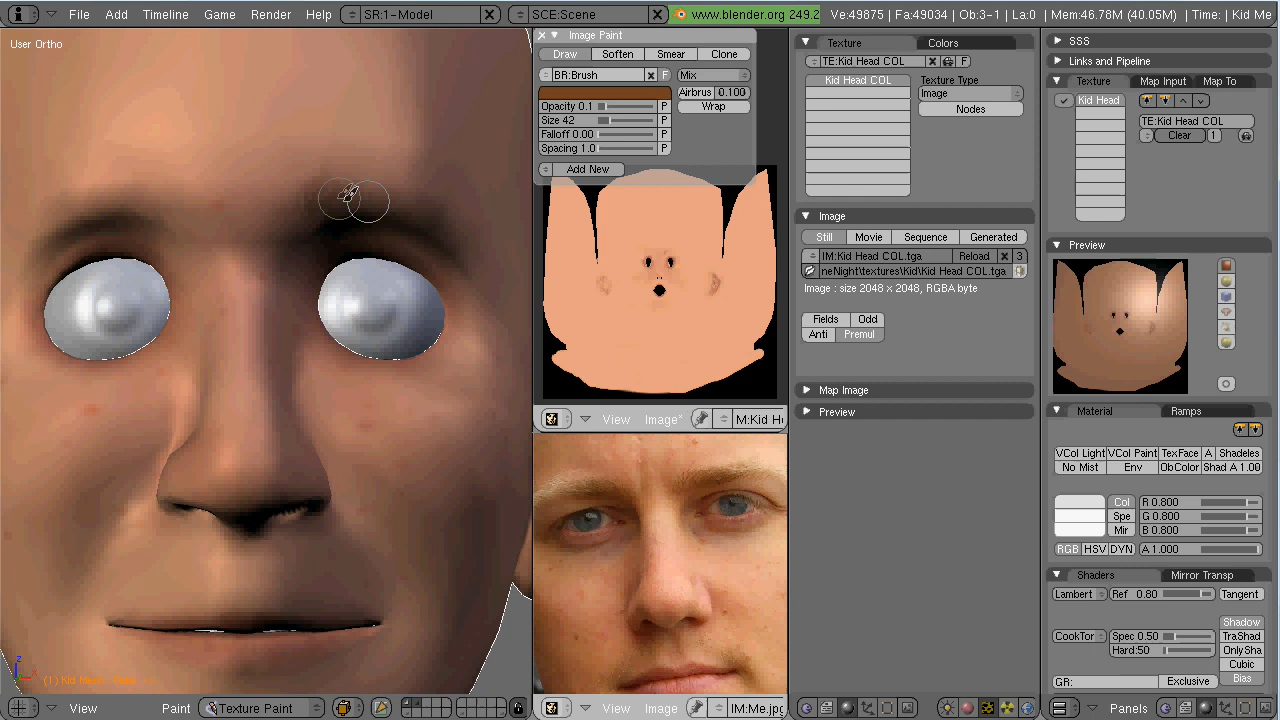 File Add Timeline Game Render Help SR:1-Model SCE:Scene www.blender.org 249.2 Ve:49875 | Fa:49034 | Ob:3-1 | La:0 | Mem:46.78M (40.05M) | Time: | Kid Me
User Ortho
Image Paint
Draw Soften Smear Clone
BR:Brush F Mix
Airbrus 0.100
Opacity 0.1 P Wrap
Size 42 P
Falloff 0.00 P
Spacing 1.0 P
Add New
View Image* M:Kid H
View Image IM:Me.jpg
z
x
View Paint Texture Paint
Texture Colors
TE:Kid Head COL F
Kid Head COL
Texture Type
Image
Nodes
Image
Still Movie Sequence Generated
IM:Kid Head COL.tga Reload 3
neNight\textures\Kid\Kid Head COL.tga
Image : size 2048 x 2048, RGBA byte
Fields Odd
Anti Premul
Map Image
Preview
SSS
Links and Pipeline
Texture Map Input Map To
Kid Head
TE:Kid Head COL
Clear 1
Preview
Material Ramps
VCol Light VCol Paint TexFace A Shadeles
No Mist Env ObColor Shad A 1.00
Col R 0.800
Spe G 0.800
Mir B 0.800
RGB HSV DYN A 1.000
Shaders Mirror Transp
Lambert Ref 0.80 Tangent
Shadow
CookTor Spec 0.50 TraShad
Hard:50 OnlySha
Cubic
GR: Exclusive Bias
Panels